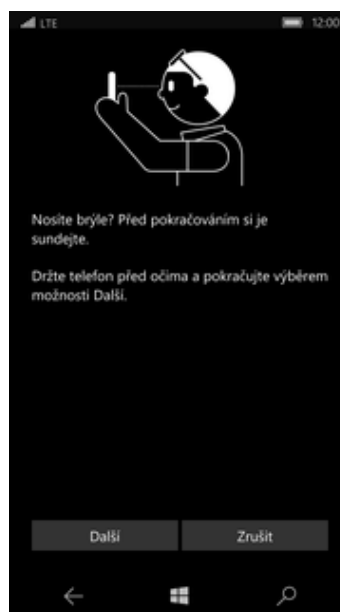 LTE 12:00
Nosíte brýle? Před pokračováním si je
sundejte.
Držte telefon před očima a pokračujte výběrem
možnosti Další.
Další Zrušit